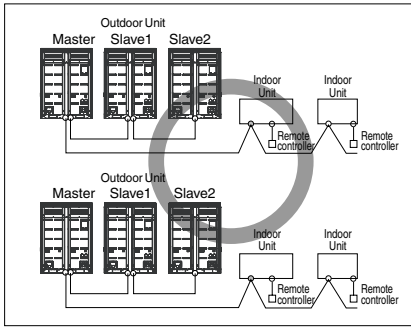 Outdoor Unit
Master Slave1 Slave2
Indoor Unit
Indoor Unit
Remote controller
Remote controller
Outdoor Unit
Master Slave1 Slave2
Indoor Unit
Indoor Unit
Remote controller
Remote controller